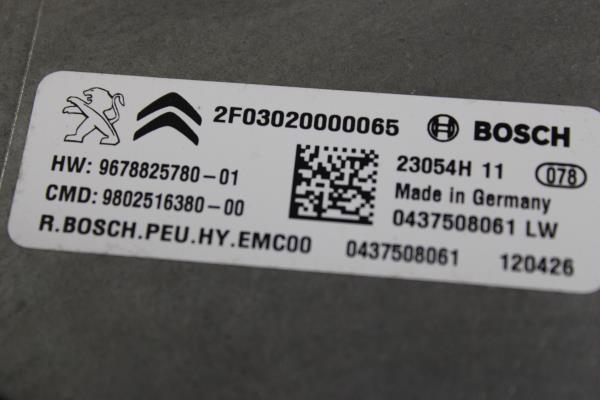 2F03020000065 BOSCH
HW: 9678825780-01 23054H 11 078
CMD: 9802516380-00 Made in Germany
0437508061 LW
R.BOSCH.PEU.HY.EMC00 0437508061 120426